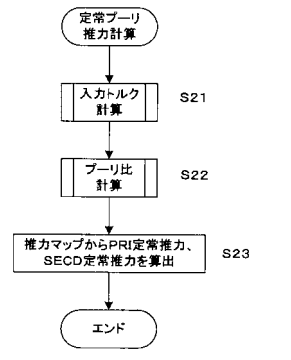 定常プーリ
推力計算
入力トルク
計算
S21
プーリ比
計算
S22
推力マップからPRI定常推力、
SECD定常推力を算出
S23
エンド